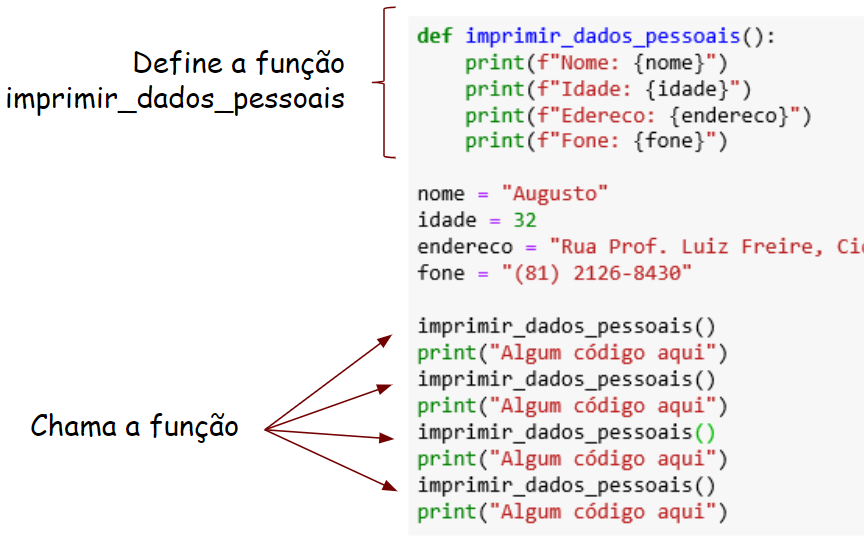 Define a função
imprimir_dados_pessoais
def imprimir_dados_pessoais():
    print(f"Nome: {nome}")
    print(f"Idade: {idade}")
    print(f"Edereco: {endereco}")
    print(f"Fone: {fone}")
nome = "Augusto"
idade = 32
endereco = "Rua Prof. Luiz Freire,
fone = "(81) 2126-8430"
Chama a função
imprimir_dados_pessoais()
print("Algum código aqui")
imprimir_dados_pessoais()
print("Algum código aqui")
imprimir_dados_pessoais()
print("Algum código aqui")
imprimir_dados_pessoais()
print("Algum código aqui")